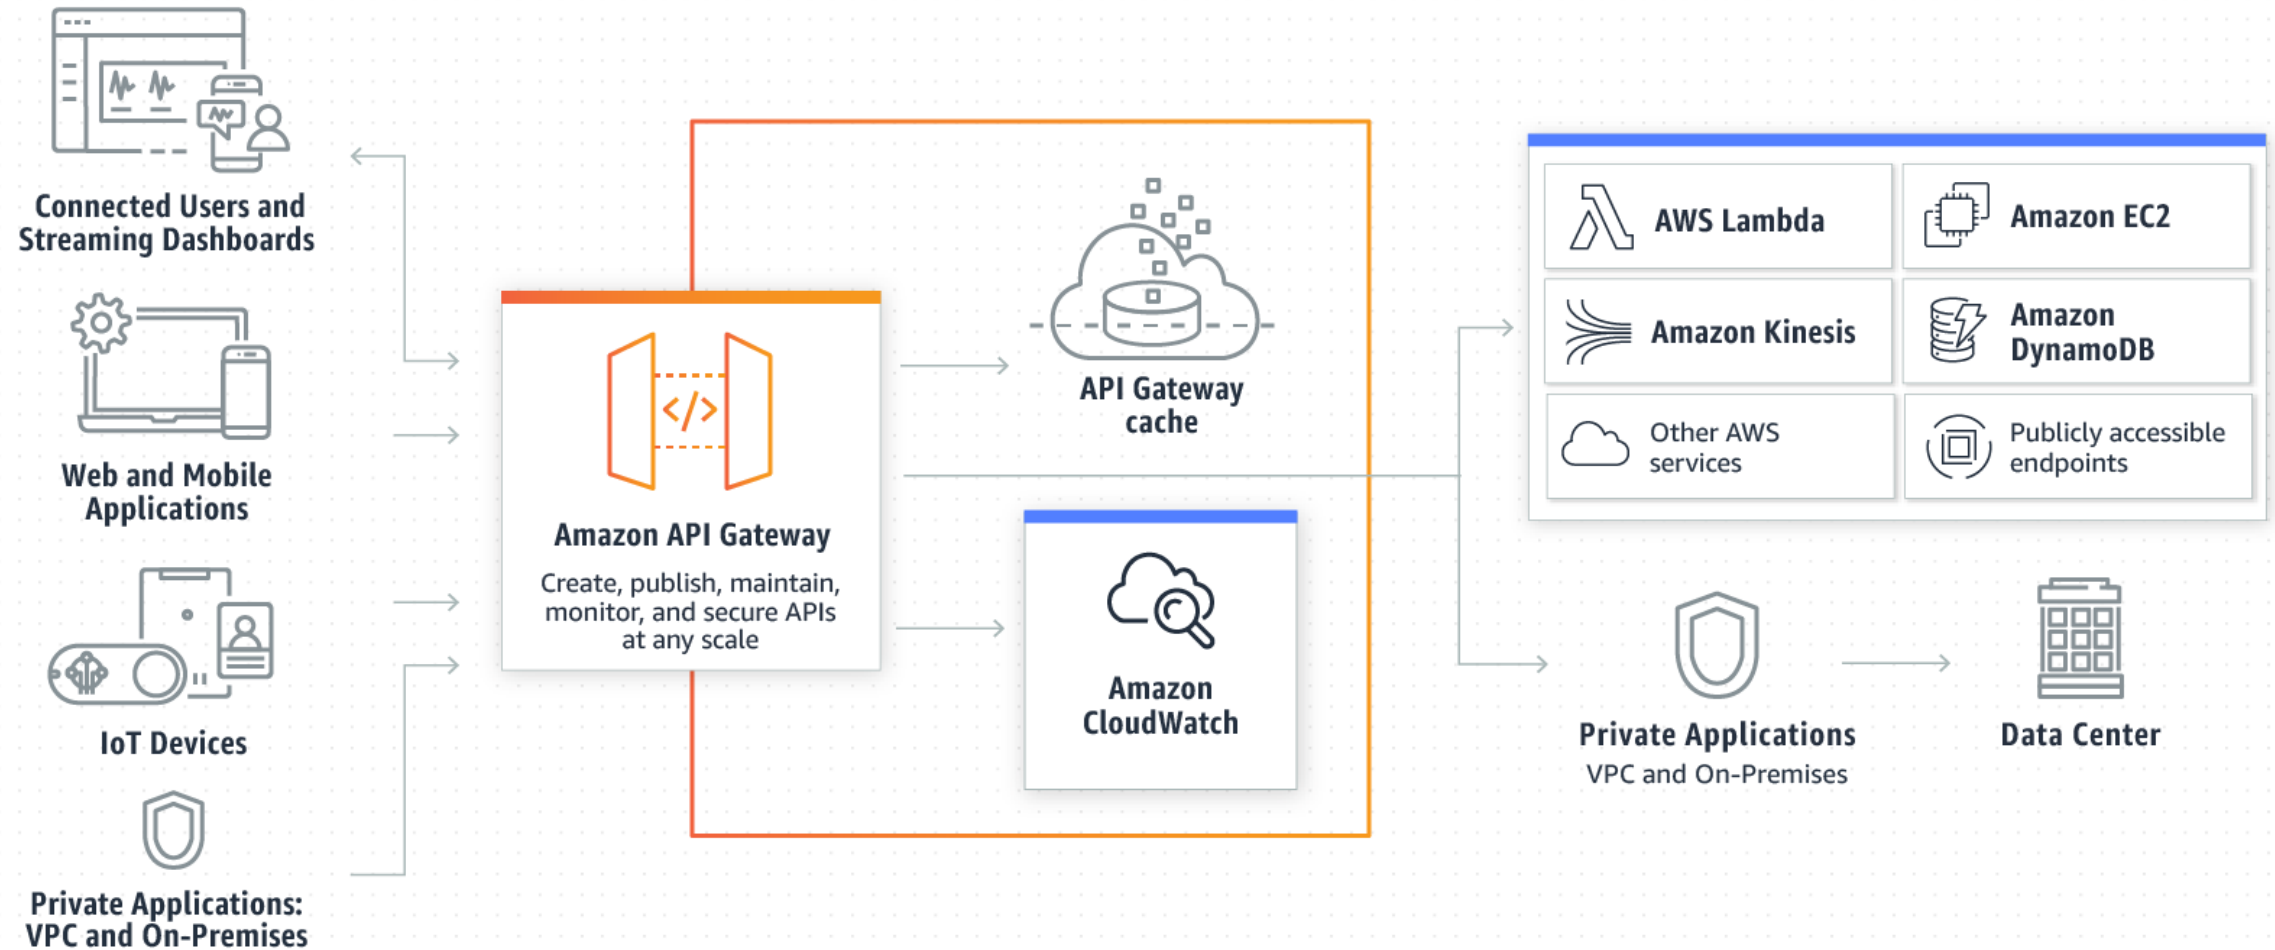 Connected Users and
Streaming Dashboards
Web and Mobile
Applications
IoT Devices
Private Applications:
VPC and On-Premises
</>
Amazon API Gateway
Create, publish, maintain,
monitor, and secure APIs
at any scale
API Gateway
cache
Amazon
CloudWatch
AWS Lambda
Amazon EC2
Amazon Kinesis
Amazon
DynamoDB
Other AWS
services
Publicly accessible
endpoints
Private Applications
VPC and On-Premises
Data Center